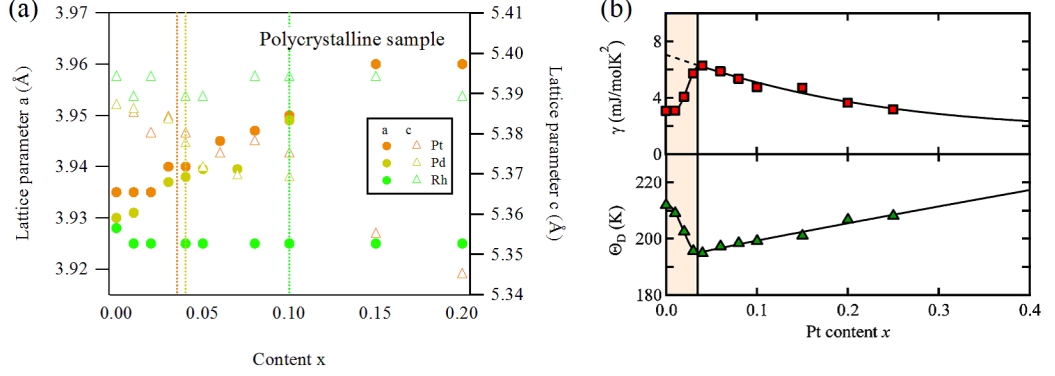 (a)
Polycrystalline sample
Lattice parameter a (Å)
3.97
3.96
3.95
3.94
3.93
3.92
5.41
5.40
5.39
5.38
5.37
5.36
5.35
5.34
Lattice parameter c (Å)
a c
Pt
Pd
Rh
0.00 0.05 0.10 0.15 0.20
Content x
(b)
γ (mJ/molK²)
8
6
4
2
0
Θ_D (K)
220
200
180
0.0 0.1 0.2 0.3 0.4
Pt content x